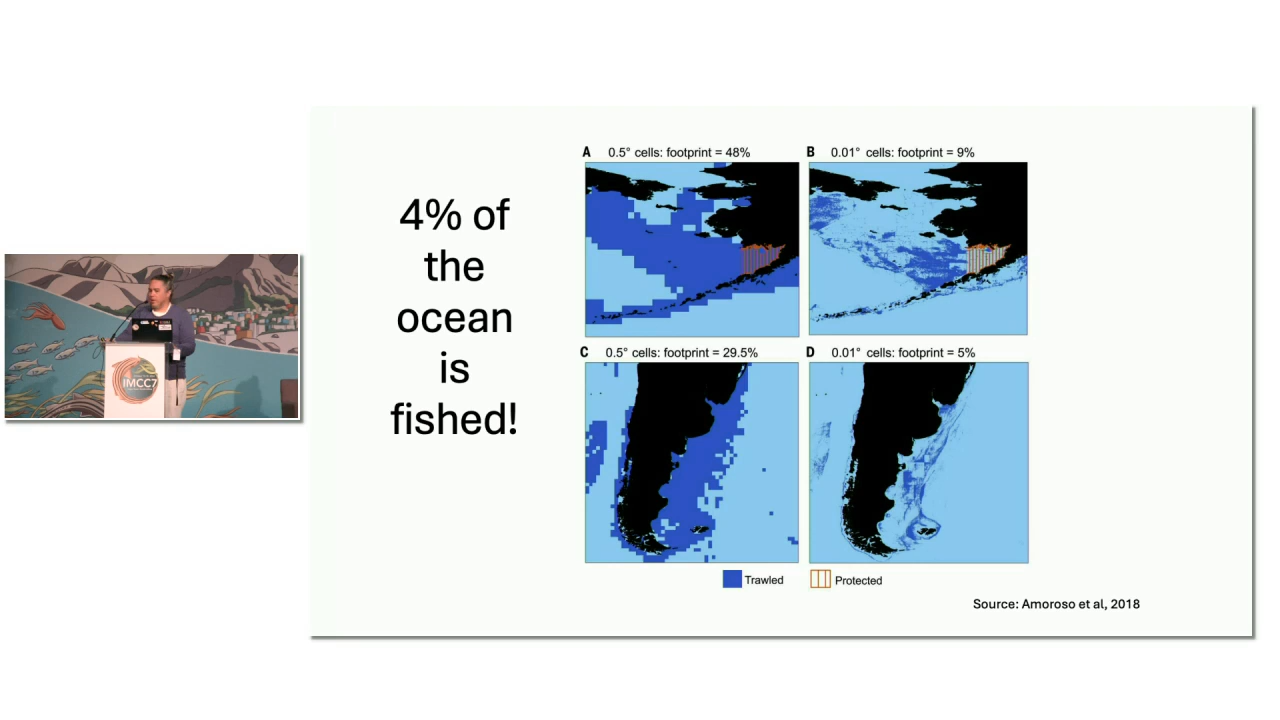 4% of
the
ocean
is
fished!
A 0.5° cells: footprint = 48%
B 0.01° cells: footprint = 9%
C 0.5° cells: footprint = 29.5%
D 0.01° cells: footprint = 5%
Trawled
Protected
Source: Amoroso et al, 2018
IMCC7